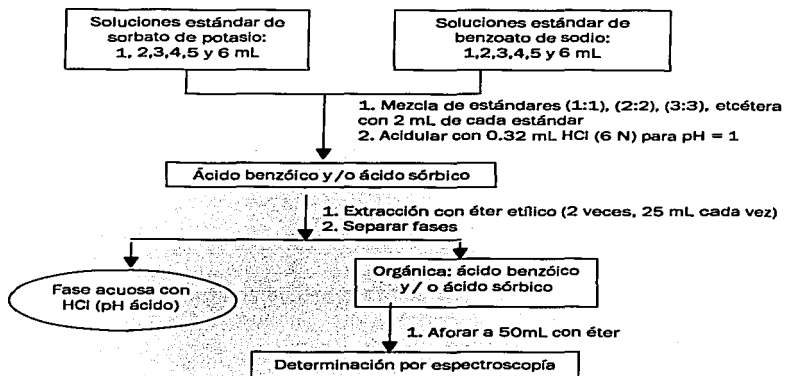 Soluciones estándar de
sorbato de potasio:
1, 2,3,4,5 y 6 mL
Soluciones estándar de
benzoato de sodio:
1,2,3,4,5 y 6 mL
1. Mezcla de estándares (1:1), (2:2), (3:3), etcétera
con 2 mL de cada estándar
2. Acidular con 0.32 mL HCl (6 N) para pH = 1
Ácido benzóico y/o ácido sórbico
1. Extracción con éter etílico (2 veces, 25 mL cada vez)
2. Separar fases
Fase acuosa con
HCl (pH ácido)
Orgánica: ácido benzóico
y/ o ácido sórbico
1. Aforar a 50mL con éter
Determinación por espectroscopía